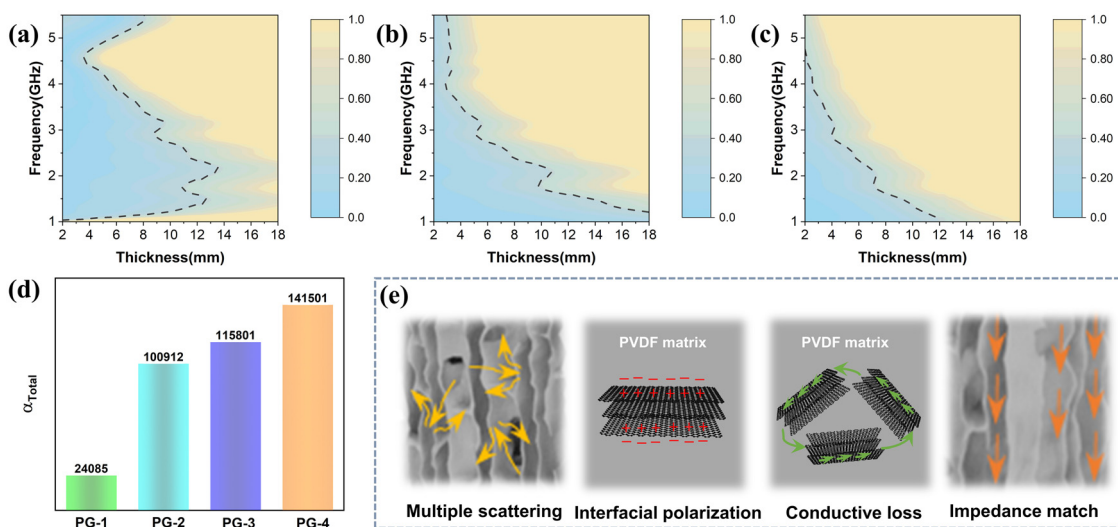 (a)
Frequency(GHz)
5
4
3
2
1
2 4 6 8 10 12 14 16 18
Thickness(mm)
1.0
0.80
0.60
0.40
0.20
0.0
(b)
Frequency(GHz)
5
4
3
2
1
2 4 6 8 10 12 14 16 18
Thickness(mm)
1.0
0.80
0.60
0.40
0.20
0.0
(c)
Frequency(GHz)
5
4
3
2
1
2 4 6 8 10 12 14 16 18
Thickness(mm)
1.0
0.80
0.60
0.40
0.20
0.0
(d)
αTotal
24085
100912
115801
141501
PG-1 PG-2 PG-3 PG-4
(e)
PVDF matrix
PVDF matrix
Multiple scattering Interfacial polarization Conductive loss Impedance match